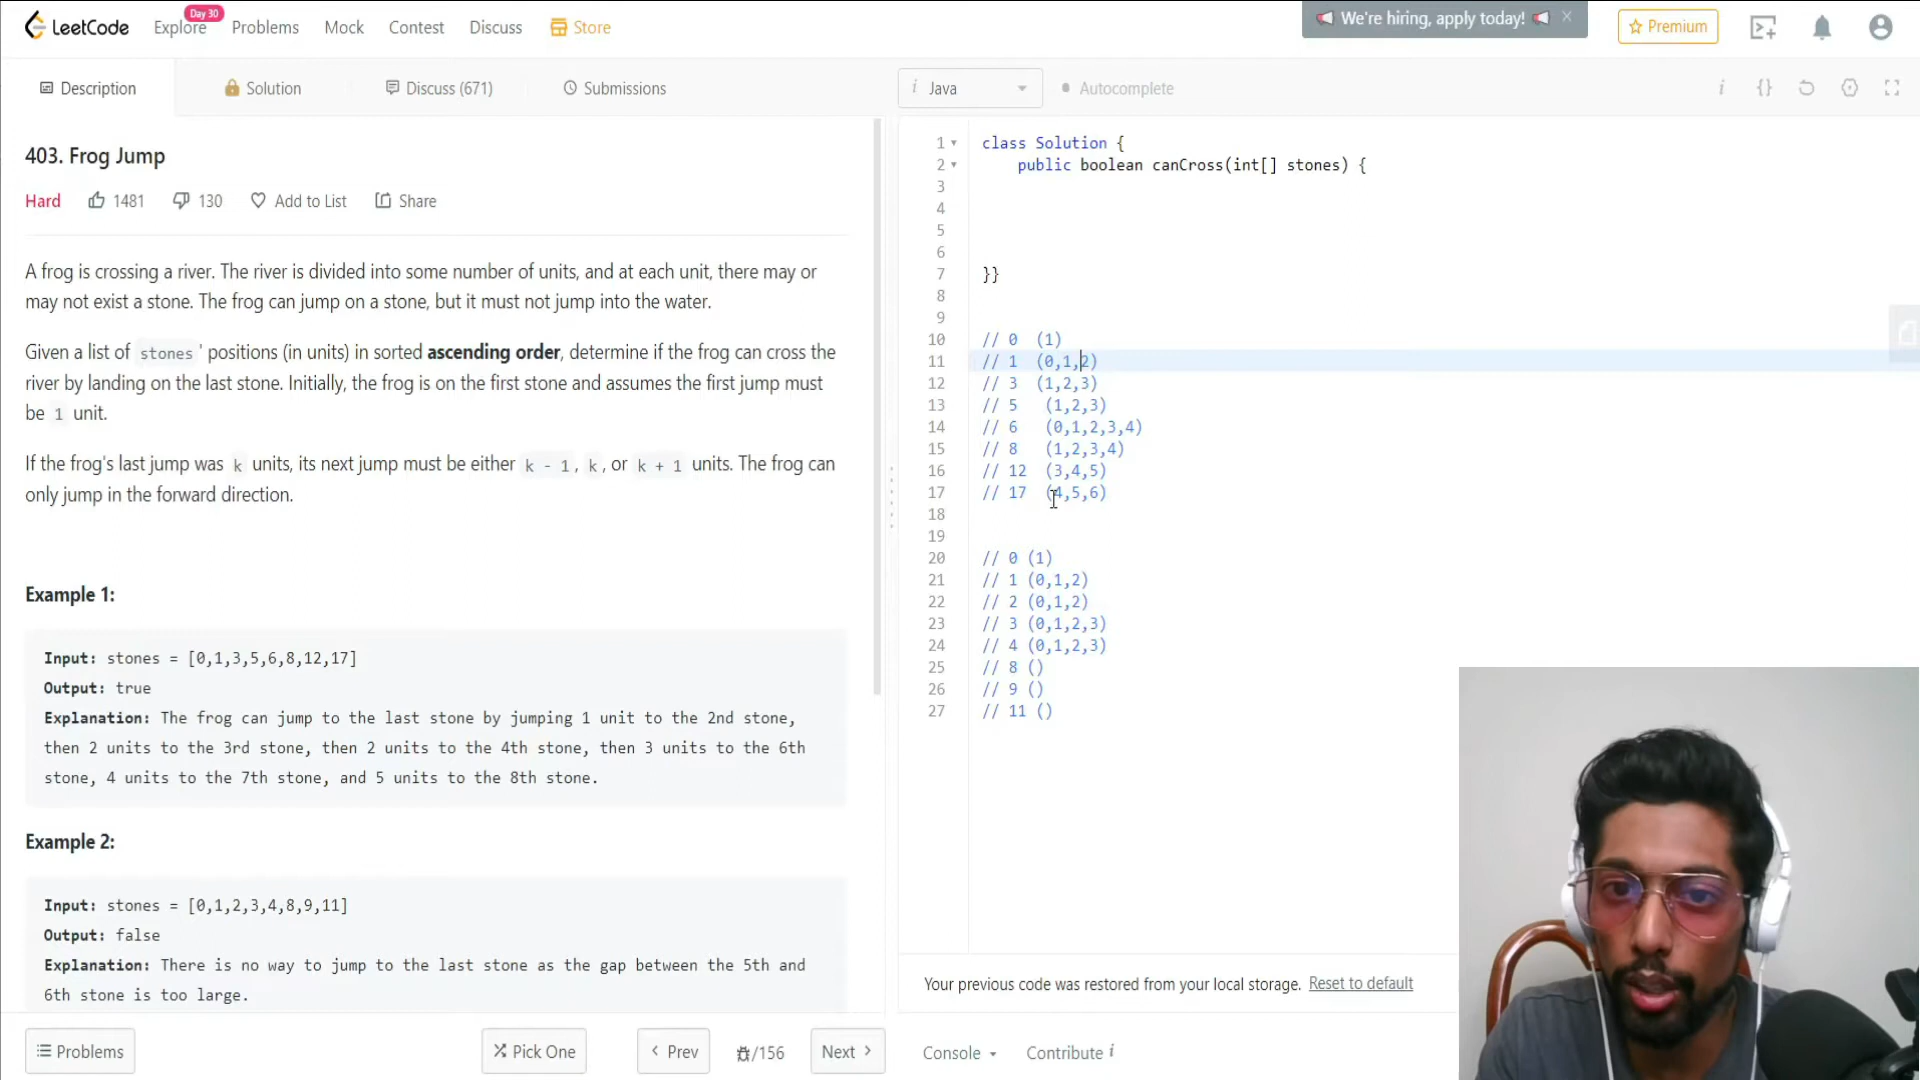 LeetCode
Explore
Day 30
Problems
Mock
Contest
Discuss
Store
We're hiring, apply today!
Premium
Description
Solution
Discuss (671)
Submissions
i Java
Autocomplete
403. Frog Jump
Hard
1481
130
Add to List
Share
A frog is crossing a river. The river is divided into some number of units, and at each unit, there may or
may not exist a stone. The frog can jump on a stone, but it must not jump into the water.
Given a list of stones' positions (in units) in sorted ascending order, determine if the frog can cross the
river by landing on the last stone. Initially, the frog is on the first stone and assumes the first jump must
be 1 unit.
If the frog's last jump was k units, its next jump must be either k - 1, k, or k + 1 units. The frog can
only jump in the forward direction.
Example 1:
Input: stones = [0,1,3,5,6,8,12,17]
Output: true
Explanation: The frog can jump to the last stone by jumping 1 unit to the 2nd stone,
then 2 units to the 3rd stone, then 2 units to the 4th stone, then 3 units to the 6th
stone, 4 units to the 7th stone, and 5 units to the 8th stone.
Example 2:
Input: stones = [0,1,2,3,4,8,9,11]
Output: false
Explanation: There is no way to jump to the last stone as the gap between the 5th and
6th stone is too large.
Problems
Pick One
Prev
/156
Next
i {}
1 class Solution {
2 public boolean canCross(int[] stones) {
3
4
5
6
7 }}
8
9
10 // 0 (1)
11 // 1 (0,1,2)
12 // 3 (1,2,3)
13 // 5 (1,2,3)
14 // 6 (0,1,2,3,4)
15 // 8 (1,2,3,4)
16 // 12 (3,4,5)
17 // 17 (4,5,6)
18
19
20 // 0 (1)
21 // 1 (0,1,2)
22 // 2 (0,1,2)
23 // 3 (0,1,2,3)
24 // 4 (0,1,2,3)
25 // 8 ()
26 // 9 ()
27 // 11 ()
Your previous code was restored from your local storage. Reset to default
Console
Contribute i